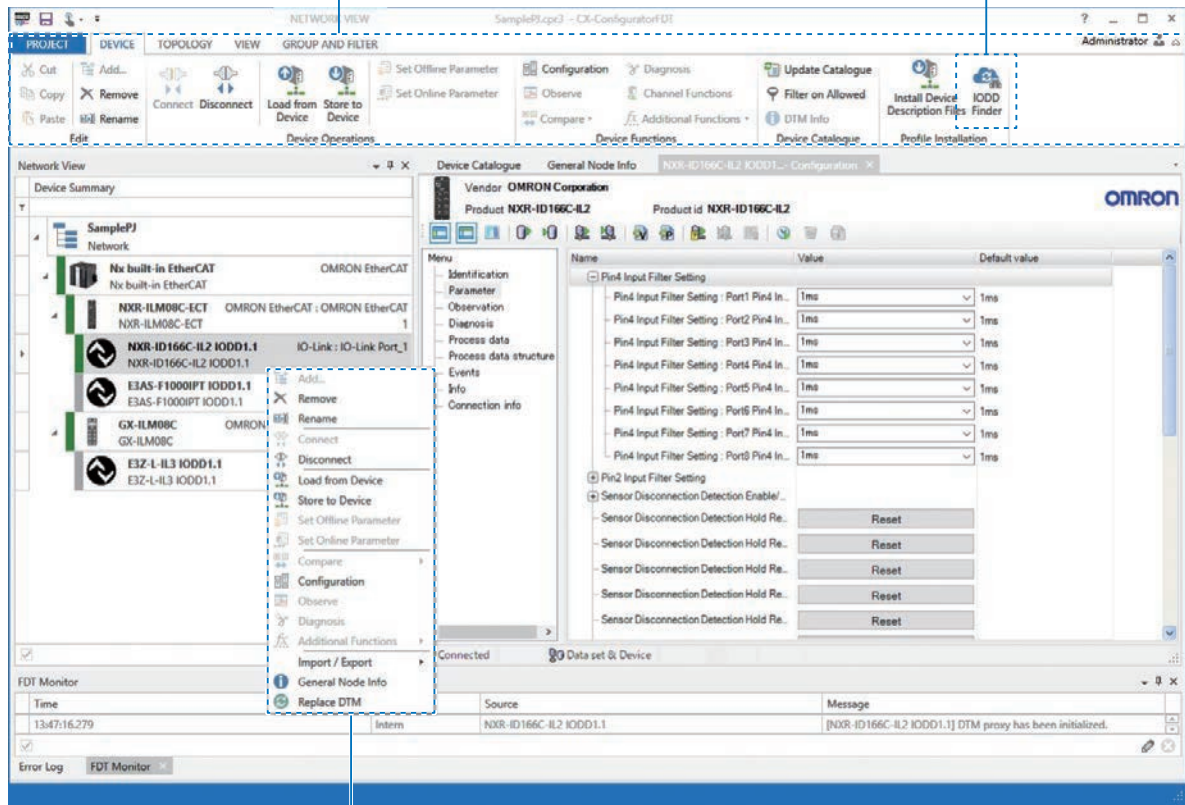 NETWORK VIEW
SamplePJ.cpr3 - CX-ConfiguratorFDT
?
PROJECT DEVICE TOPOLOGY VIEW GROUP AND FILTER
Administrator
Cut
Copy
Paste
Add...
Remove
Rename
Edit
Connect
Disconnect
Load from
Device
Store to
Device
Device Operations
Set Offline Parameter
Set Online Parameter
Configuration
Observe
Compare
Diagnosis
Channel Functions
Additional Functions
Device Functions
Update Catalogue
Filter on Allowed
DTM Info
Device Catalogue
Install Device
Description Files
IODD
Finder
Profile Installation
Network View
Device Summary
SamplePJ
Network
Nx built-in EtherCAT OMRON EtherCAT
Nx built-in EtherCAT
NXR-ILM08C-ECT OMRON EtherCAT : OMRON EtherCAT
NXR-ILM08C-ECT 1
NXR-ID166C-IL2 IODD1.1 IO-Link : IO-Link Port_1
NXR-ID166C-IL2 IODD1.1
E3AS-F1000IPT IODD1.1
E3AS-F1000IPT IODD1.1
GX-ILM08C OMRON
GX-ILM08C
E3Z-L-IL3 IODD1.1
E3Z-L-IL3 IODD1.1
Add...
Remove
Rename
Connect
Disconnect
Load from Device
Store to Device
Set Offline Parameter
Set Online Parameter
Compare
Configuration
Observe
Diagnosis
Additional Functions
Import / Export
General Node Info
Replace DTM
Device Catalogue General Node Info NXR-ID166C-IL2 IODD1...- Configuration
Vendor OMRON Corporation
Product NXR-ID166C-IL2 Product id NXR-ID166C-IL2
OMRON
Menu
Identification
Parameter
Observation
Diagnosis
Process data
Process data structure
Events
Info
Connection info
Name Value Default value
Pin4 Input Filter Setting
Pin4 Input Filter Setting : Port1 Pin4 In... 1ms 1ms
Pin4 Input Filter Setting : Port2 Pin4 In... 1ms 1ms
Pin4 Input Filter Setting : Port3 Pin4 In... 1ms 1ms
Pin4 Input Filter Setting : Port4 Pin4 In... 1ms 1ms
Pin4 Input Filter Setting : Port5 Pin4 In... 1ms 1ms
Pin4 Input Filter Setting : Port6 Pin4 In... 1ms 1ms
Pin4 Input Filter Setting : Port7 Pin4 In... 1ms 1ms
Pin4 Input Filter Setting : Port8 Pin4 In... 1ms 1ms
Pin2 Input Filter Setting
Sensor Disconnection Detection Enable/...
Sensor Disconnection Detection Hold Re... Reset
Sensor Disconnection Detection Hold Re... Reset
Sensor Disconnection Detection Hold Re... Reset
Sensor Disconnection Detection Hold Re... Reset
Sensor Disconnection Detection Hold Re... Reset
Connected Data set & Device
FDT Monitor
Time Source Message
13:47:16.279 Intern NXR-ID166C-IL2 IODD1.1 [NXR-ID166C-IL2 IODD1.1] DTM proxy has been initialized.
Error Log FDT Monitor